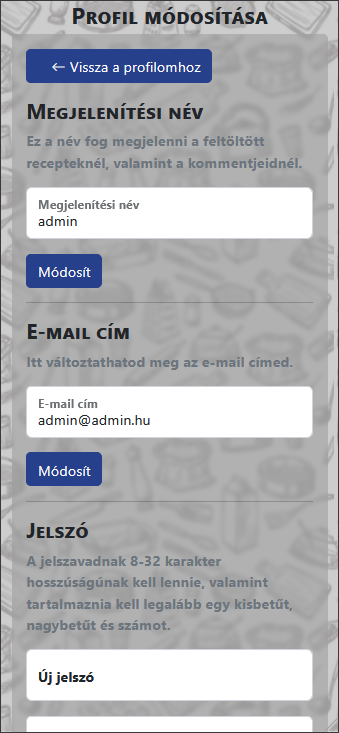 Profil módosítása
← Vissza a profilomhoz
Megjelenítési név
Ez a név fog megjelenni a feltöltött
recepteknél, valamint a kommentjeidnél.
Megjelenítési név
admin
Módosít
E-mail cím
Itt változtathatod meg az e-mail címed.
E-mail cím
admin@admin.hu
Módosít
Jelszó
A jelszavadnak 8-32 karakter
hosszúságúnak kell lennie, valamint
tartalmaznia kell legalább egy kisbetűt,
nagybetűt és számot.
Új jelszó